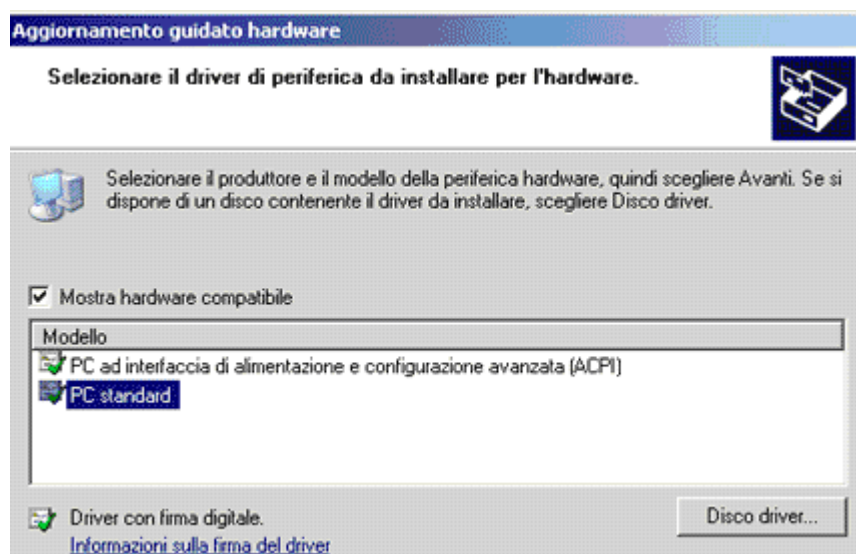 Aggiornamento guidato hardware
Selezionare il driver di periferica da installare per l'hardware.
Selezionare il produttore e il modello della periferica hardware, quindi scegliere Avanti. Se si
dispone di un disco contenente il driver da installare, scegliere Disco driver.
Mostra hardware compatibile
Modello
PC ad interfaccia di alimentazione e configurazione avanzata (ACPI)
PC standard
Driver con firma digitale.
Disco driver...
Informazioni sulla firma del driver